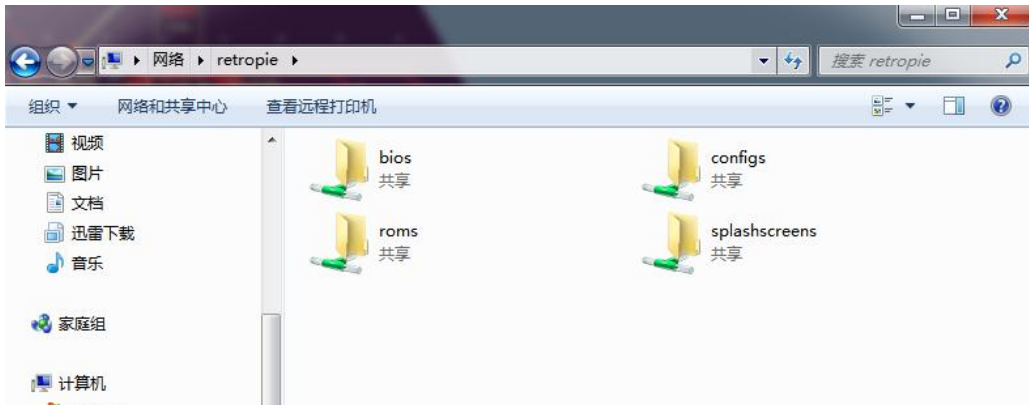 网络 retropie
搜索 retropie
组织 网络和共享中心 查看远程打印机
视频
图片
文档
迅雷下载
音乐
家庭组
计算机
bios
共享
configs
共享
roms
共享
splashscreens
共享